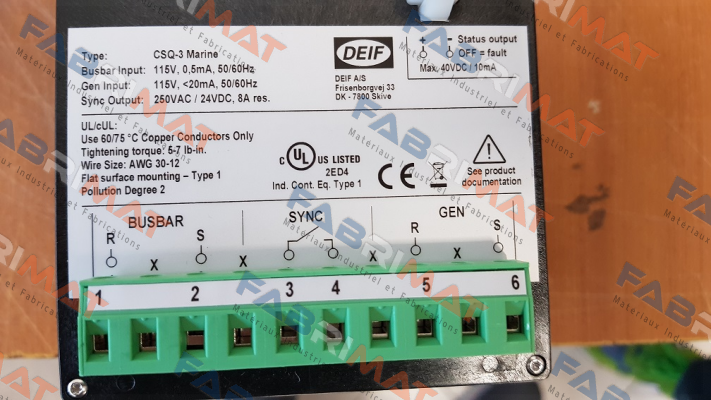 Type: CSQ-3 Marine
Busbar Input: 115V, 0,5mA, 50/60Hz
Gen Input: 115V, <20mA, 50/60Hz
Sync Output: 250VAC / 24VDC, 8A res.
DEIF
DEIF A/S
Frisenborgvej 33
DK - 7800 Skive
+ − Status output
OFF = fault
Max. 40VDC / 10mA
UL/cUL:
Use 60/75 °C Copper Conductors Only
Tightening torque: 5-7 lb-in.
Wire Size: AWG 30-12
Flat surface mounting – Type 1
Pollution Degree 2
C UL US LISTED
2ED4
Ind. Cont. Eq. Type 1
CE
See product
documentation
BUSBAR SYNC GEN
R S R S
X X X X
1 2 3 4 5 6
FABRIMAT
Materiaux Industriel et Fabrications